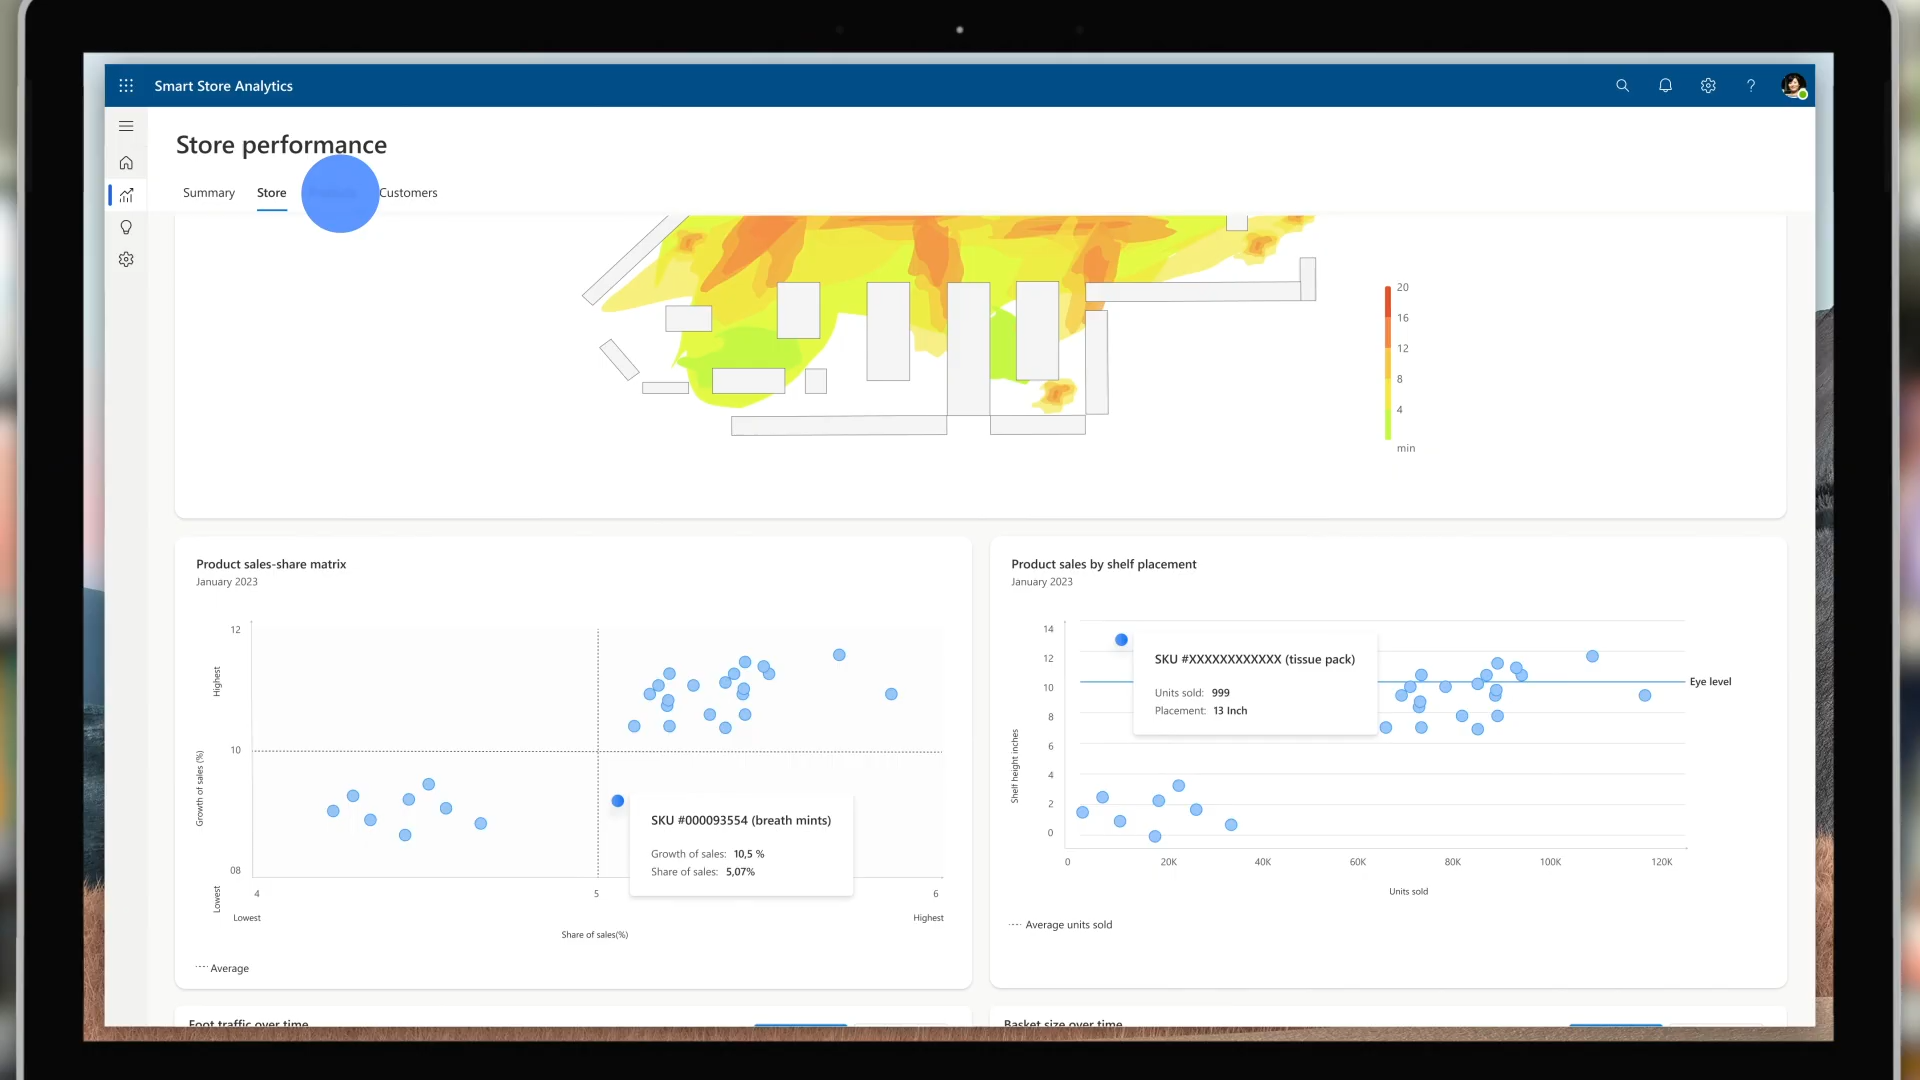 Smart Store Analytics
Store performance
Summary
Store
Customers
20
16
12
8
4
min
Product sales-share matrix
January 2023
12
10
08
Highest
Growth of sales (%)
Lowest
4
5
6
Lowest
Highest
Share of sales(%)
Average
SKU #000093554 (breath mints)
Growth of sales: 10,5 %
Share of sales: 5,07%
Product sales by shelf placement
January 2023
14
12
10
8
6
4
2
0
Shelf height inches
SKU #XXXXXXXXXXXX (tissue pack)
Units sold: 999
Placement: 13 Inch
Eye level
0
20K
40K
60K
80K
100K
120K
Units sold
Average units sold
Foot traffic over time
Basket size over time